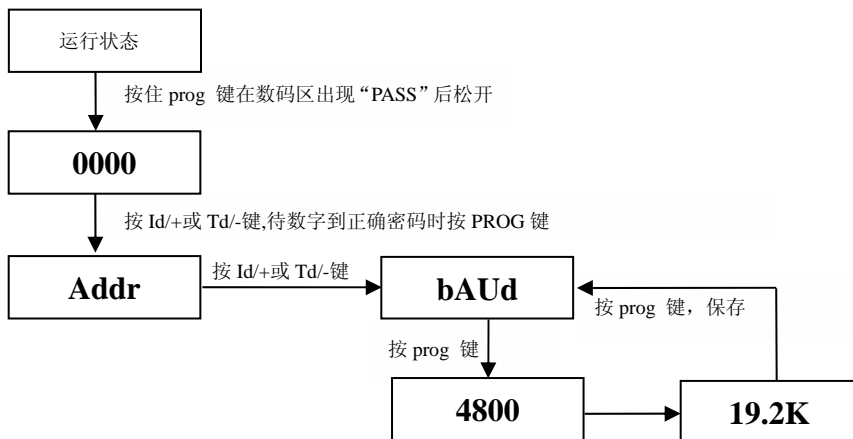 运行状态
按住 prog 键在数码区出现“PASS”后松开
0000
按 Id/+或 Td/-键,待数字到正确密码时按 PROG 键
Addr
按 Id/+或 Td/-键
bAUd
按 prog 键，保存
按 prog 键
4800
19.2K